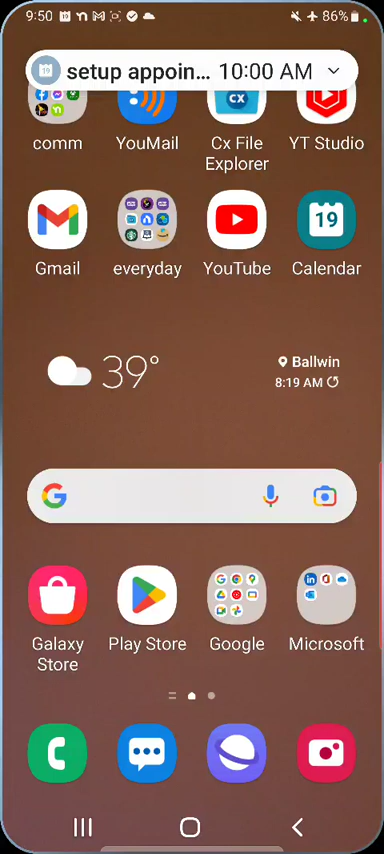 9:50
86%
setup appoin... 10:00 AM
comm
YouMail
Cx File
Explorer
YT Studio
CX
19
Gmail
everyday
YouTube
Calendar
39°
Ballwin
8:19 AM
Galaxy
Store
Play Store
Google
Microsoft